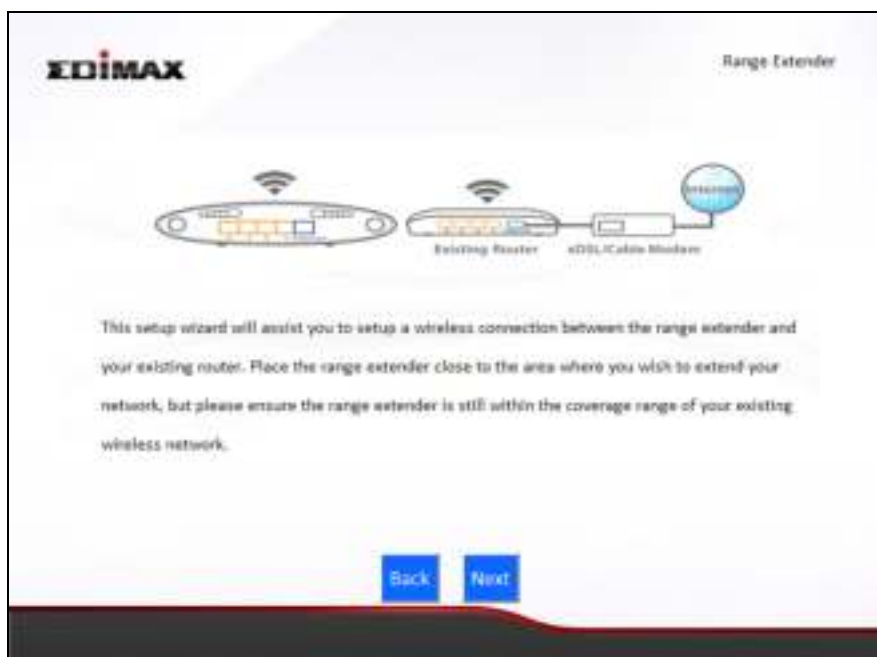 EDiMAX
Range Extender
Internet
Existing Router
xDSL/Cable Modem
This setup wizard will assist you to setup a wireless connection between the range extender and
your existing router. Place the range extender close to the area where you wish to extend your
network, but please ensure the range extender is still within the coverage range of your existing
wireless network.
Back
Next